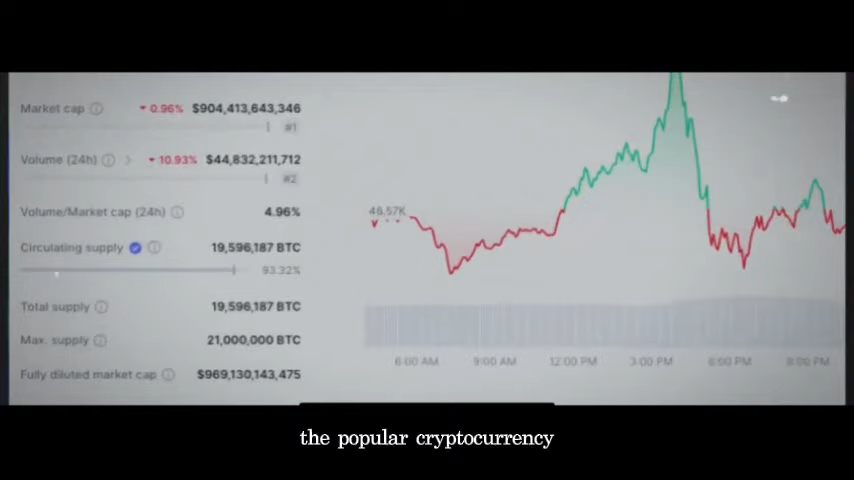 Market cap 0.96% $904,413,643,346
#1
Volume (24h) 10.93% $44,832,211,712
#2
Volume/Market cap (24h) 4.96%
Circulating supply 19,596,187 BTC
93.32%
Total supply 19,596,187 BTC
Max. supply 21,000,000 BTC
Fully diluted market cap $969,130,143,475
46.57K
6:00 AM 9:00 AM 12:00 PM 3:00 PM 6:00 PM 8:00 PM
the popular cryptocurrency